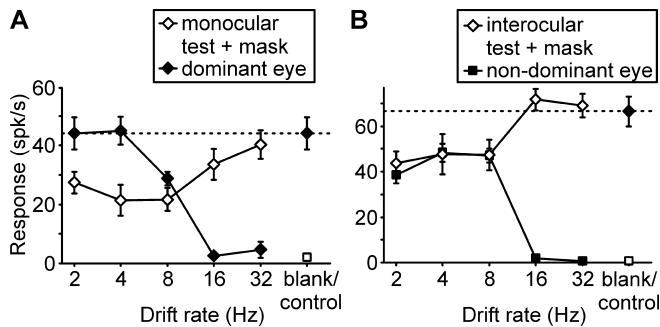 A
monocular
test + mask
dominant eye
60
40
20
0
Response (spk/s)
2 4 8 16 32 blank/
control
Drift rate (Hz)
B
interocular
test + mask
non-dominant eye
60
40
20
0
2 4 8 16 32 blank/
control
Drift rate (Hz)